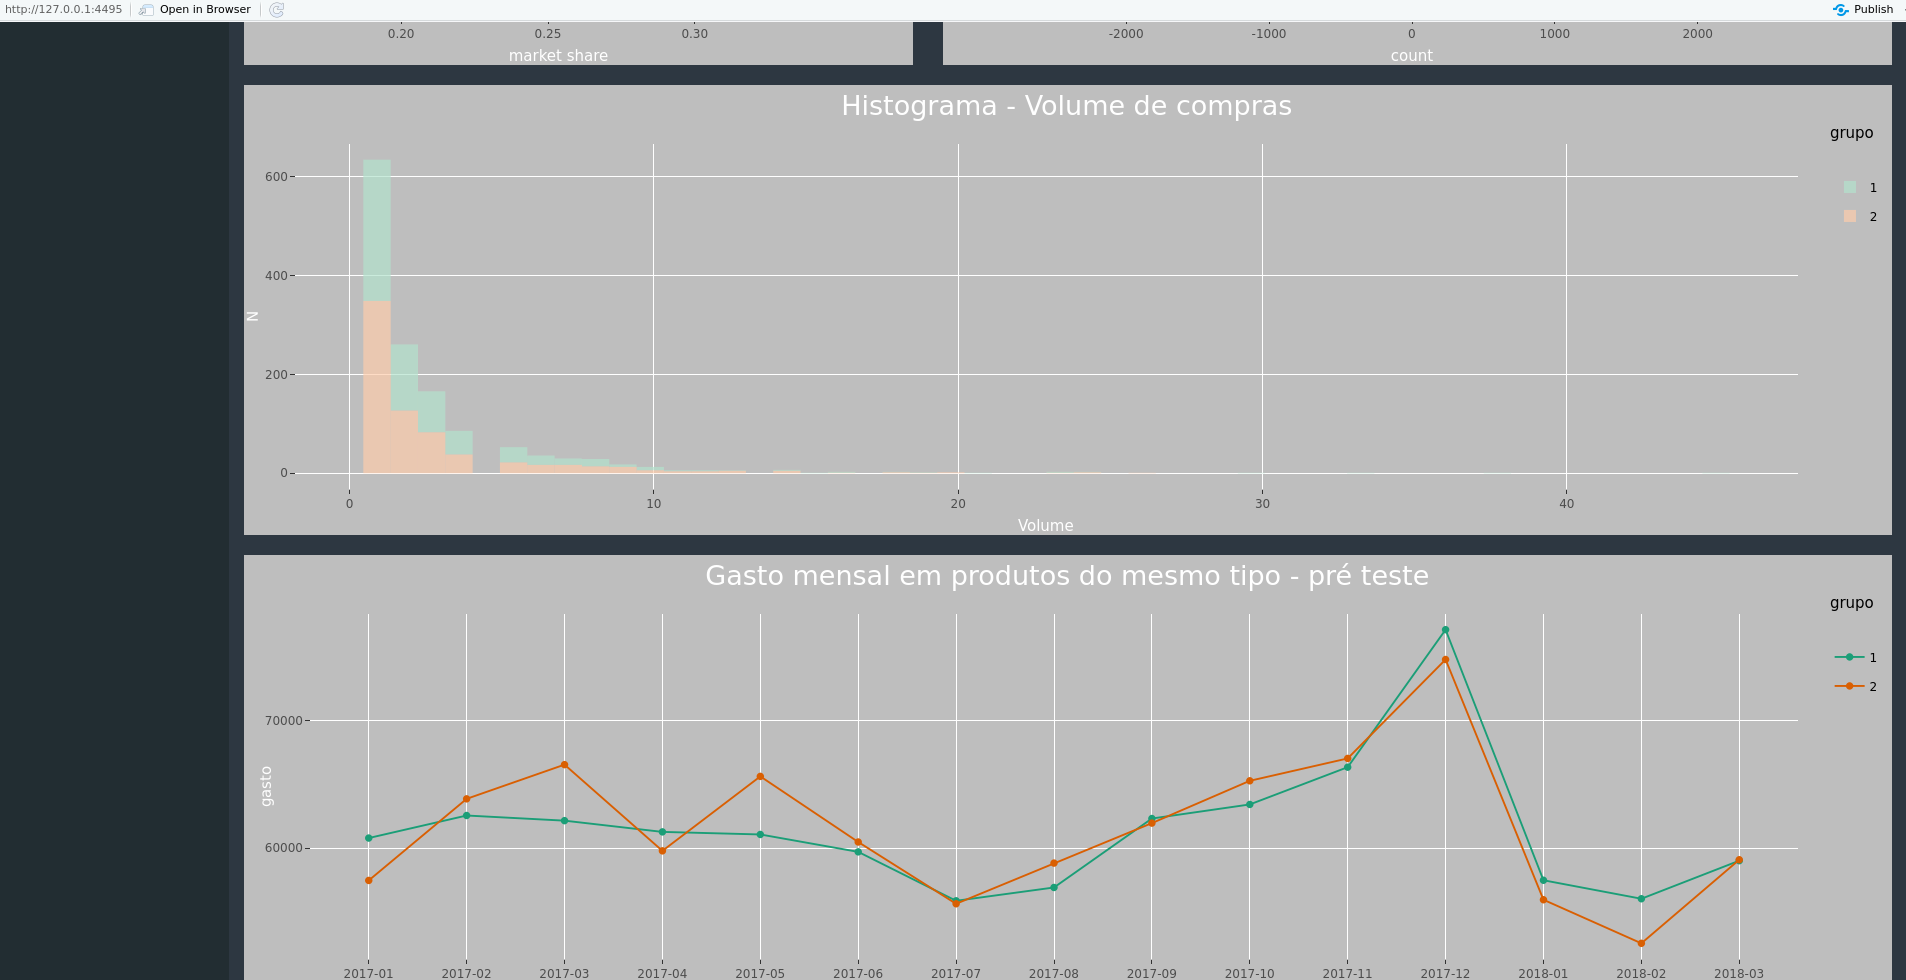 http://127.0.0.1:4495 Open in Browser Publish
0.20 0.25 0.30
market share
-2000 -1000 0 1000 2000
count
Histograma - Volume de compras
grupo
1
2
600
400
200
0
N
0 10 20 30 40
Volume
Gasto mensal em produtos do mesmo tipo - pré teste
grupo
1
2
70000
60000
gasto
2017-01 2017-02 2017-03 2017-04 2017-05 2017-06 2017-07 2017-08 2017-09 2017-10 2017-11 2017-12 2018-01 2018-02 2018-03